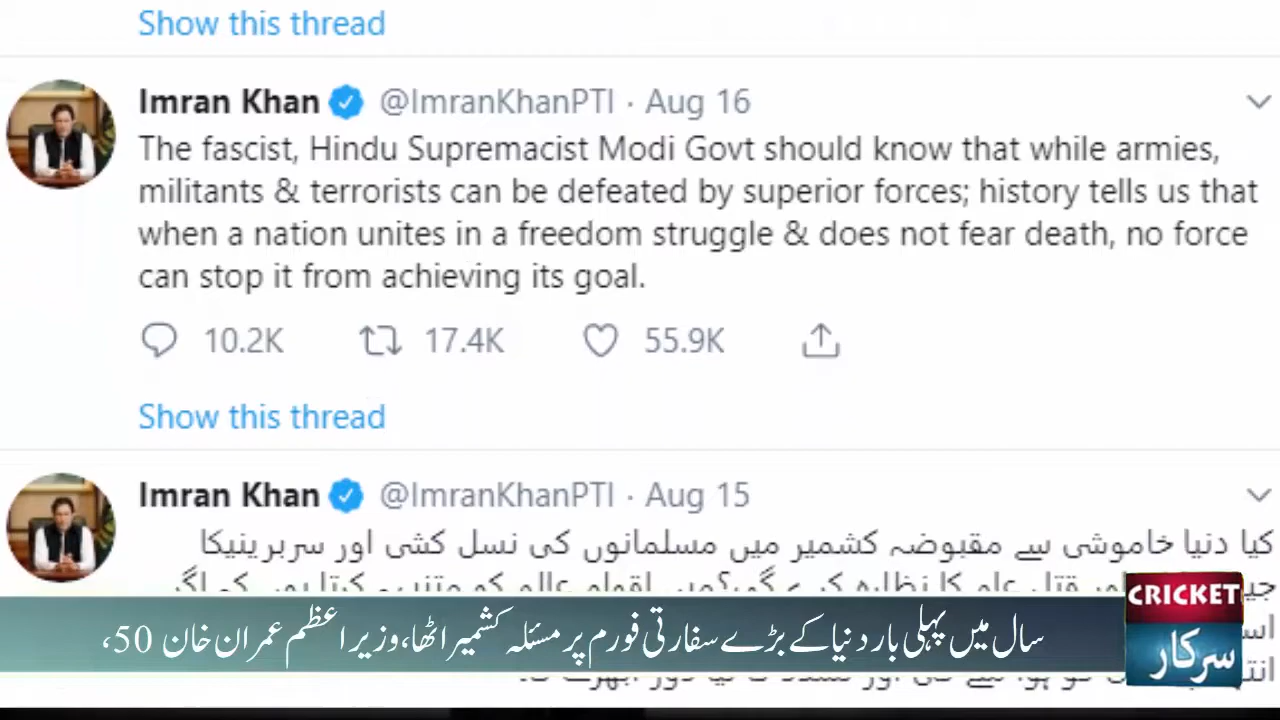 Show this thread
Imran Khan @ImranKhanPTI · Aug 16
The fascist, Hindu Supremacist Modi Govt should know that while armies,
militants & terrorists can be defeated by superior forces; history tells us that
when a nation unites in a freedom struggle & does not fear death, no force
can stop it from achieving its goal.
10.2K 17.4K 55.9K
Show this thread
Imran Khan @ImranKhanPTI · Aug 15
کیا دنیا خاموشی سے مقبوضہ کشمیر میں مسلمانوں کی نسل کشی اور سربرینیکا
سال میں پہلی بار دنیا کے بڑے سفارتی فورم پر مسئلہ کشمیر اٹھا،وزیراعظم عمران خان 50،
CRICKET
سرکار